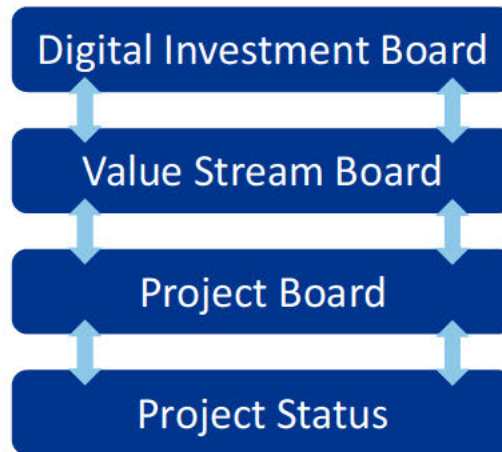 Digital Investment Board
Value Stream Board
Project Board
Project Status